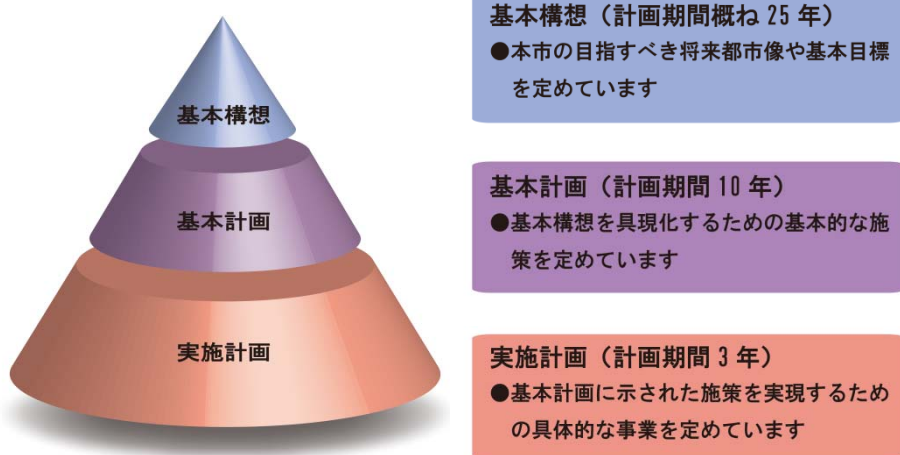 基本構想
基本計画
実施計画
基本構想（計画期間概ね 25 年）
●本市の目指すべき将来都市像や基本目標
を定めています
基本計画（計画期間 10 年）
●基本構想を具現化するための基本的な施
策を定めています
実施計画（計画期間 3 年）
●基本計画に示された施策を実現するため
の具体的な事業を定めています